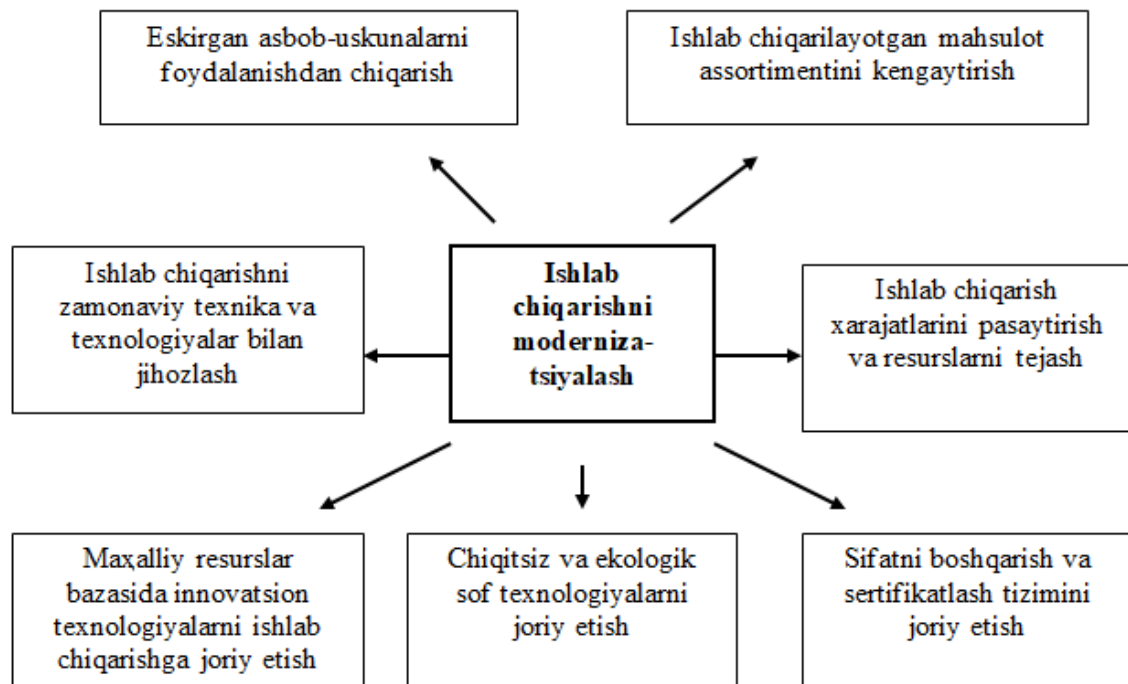 Eskirgan asbob-uskunalarni
foydalanishdan chiqarish
Ishlab chiqarilayotgan mahsulot
assortimentini kengaytirish
Ishlab chiqarishni
zamonaviy texnika va
texnologiyalar bilan
jihozlash
Ishlab
chiqarishni
moderniza-
tsiyalash
Ishlab chiqarish
xarajatlarini pasaytirish
va resurslarni tejash
Maxalliy resurslar
bazasida innovatsion
texnologiyalarni ishlab
chiqarishga joriy etish
Chiqitsiz va ekologik
sof texnologiyalarni
joriy etish
Sifatni boshqarish va
sertifikatlash tizimini
joriy etish